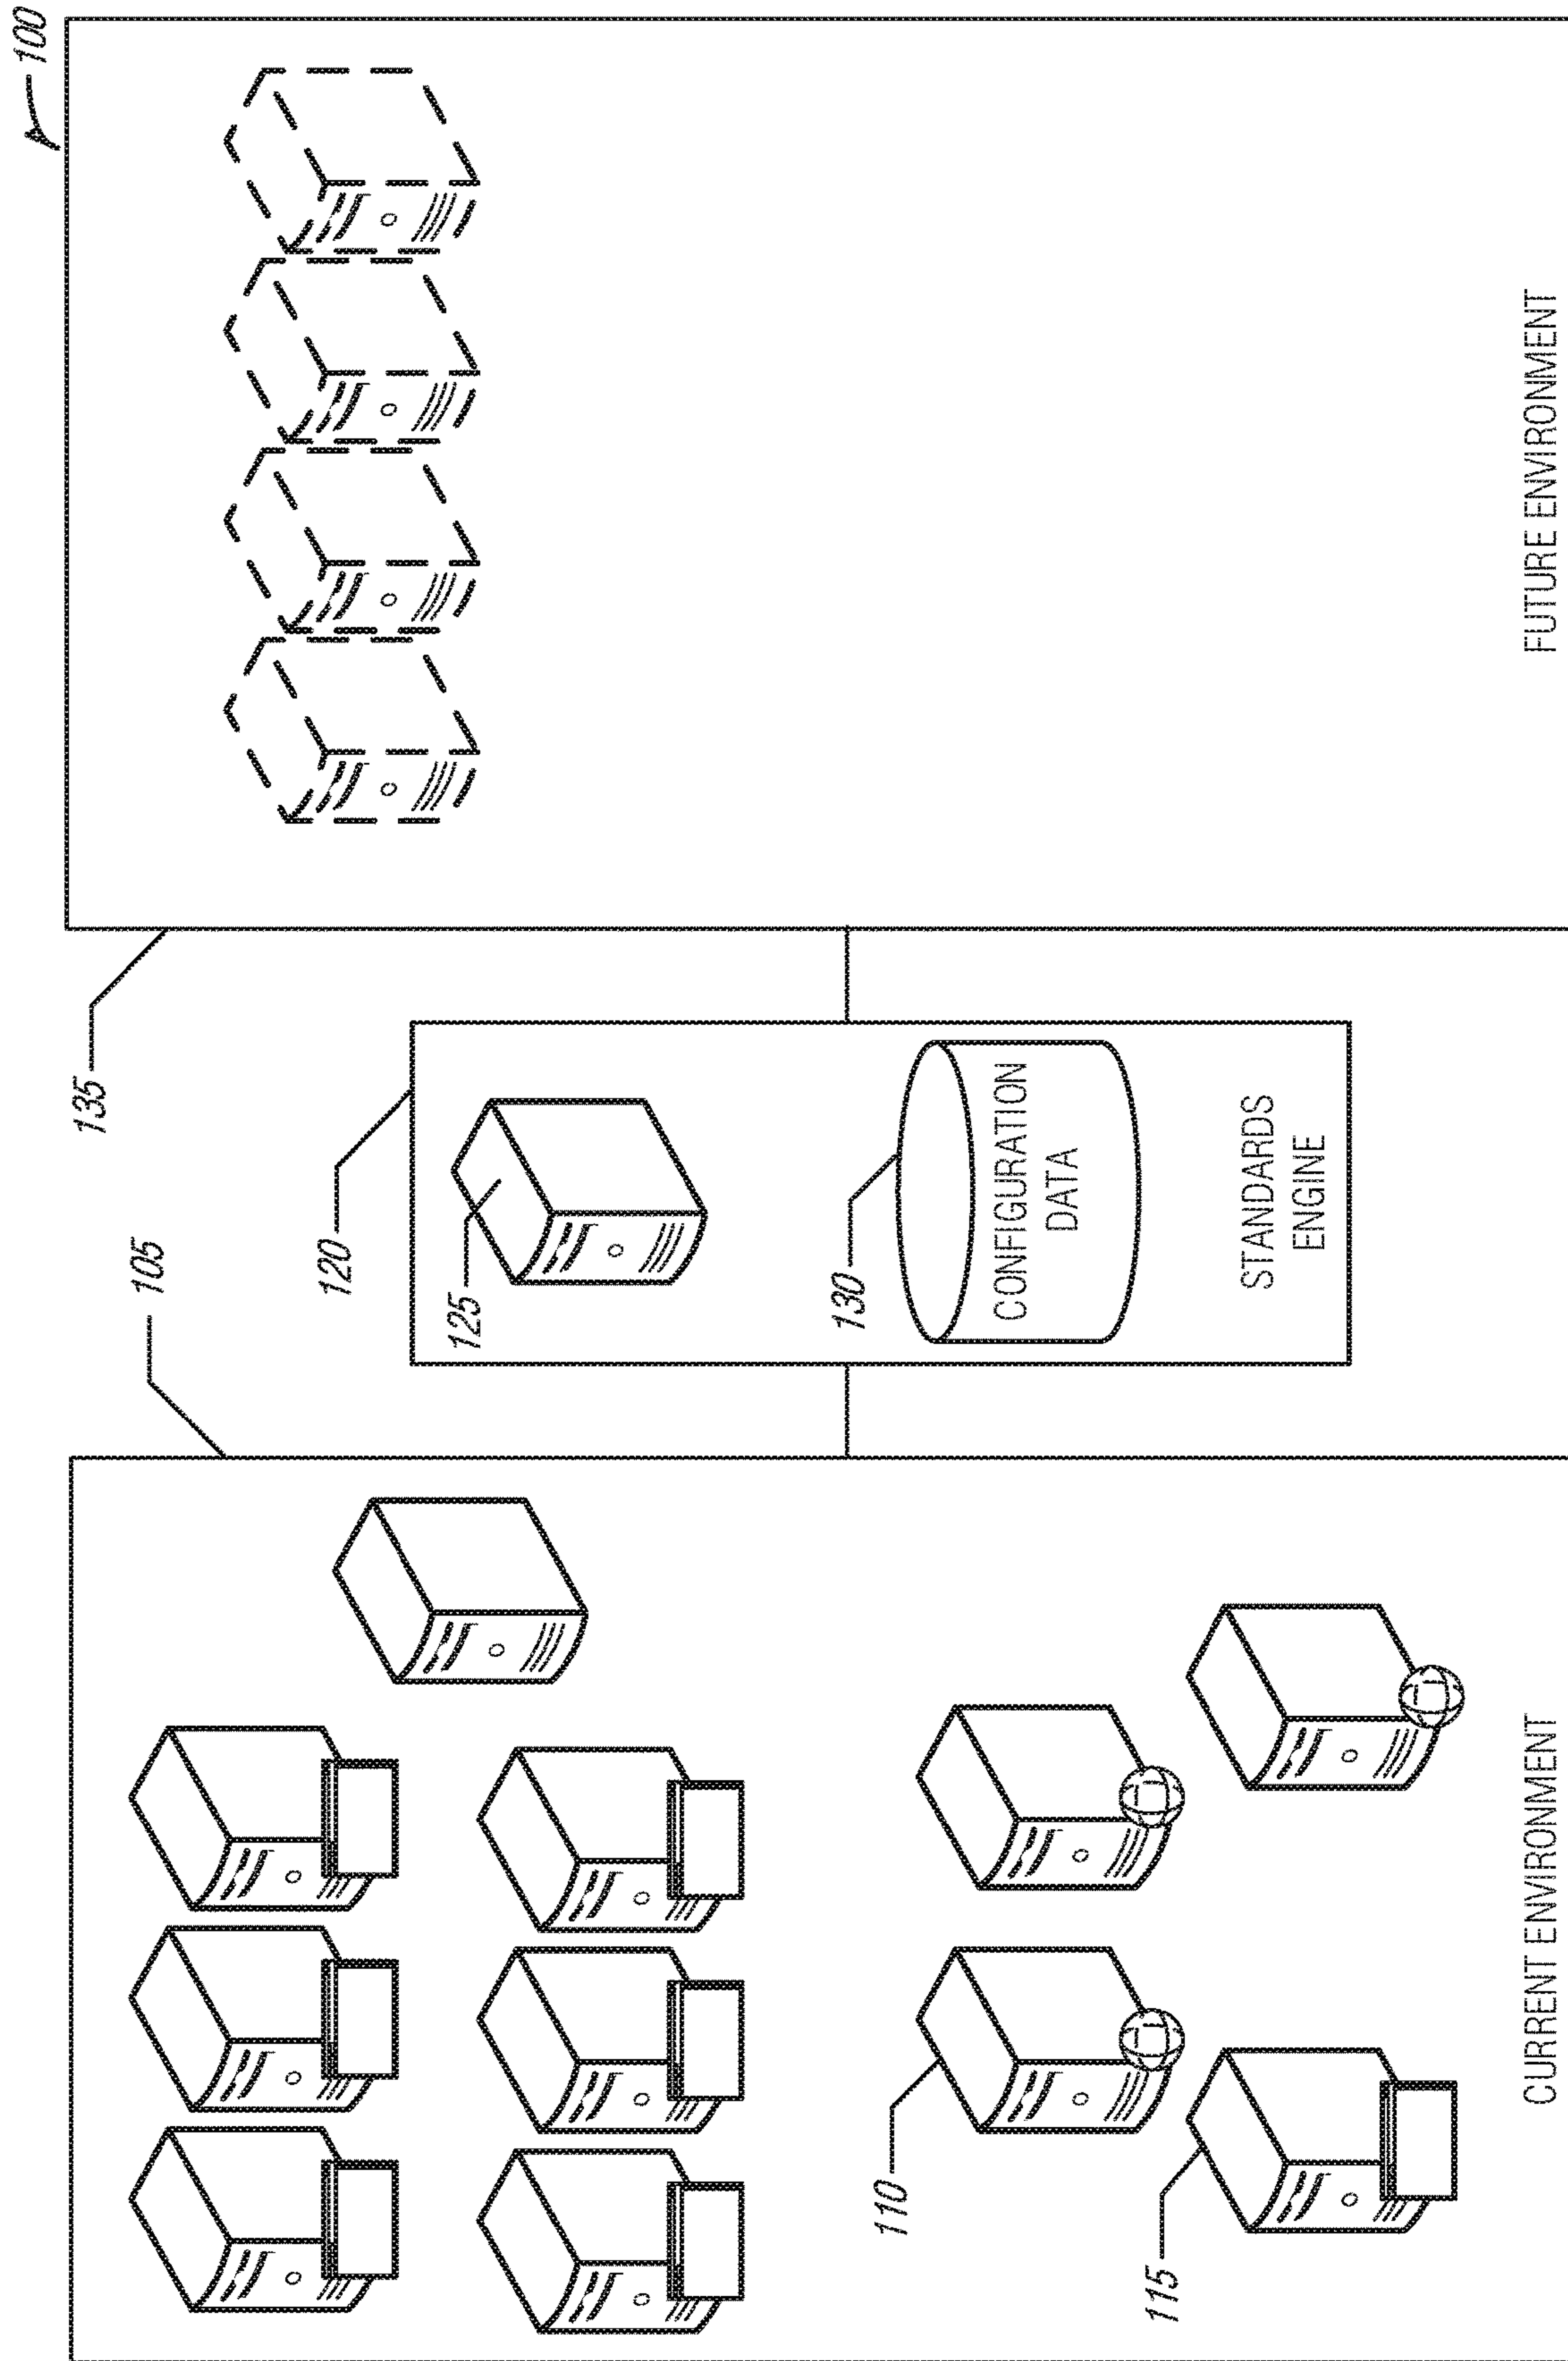 100
135
105
120
125
130
CONFIGURATION
DATA
STANDARDS
ENGINE
110
115
CURRENT ENVIRONMENT
FUTURE ENVIRONMENT